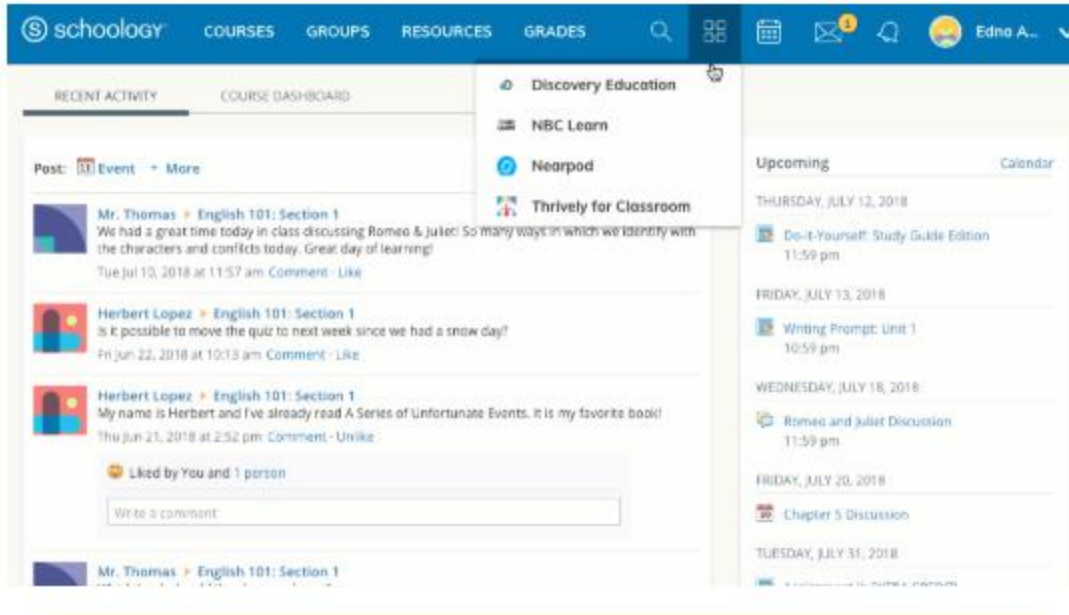 schoology
COURSES GROUPS RESOURCES GRADES 1 Edna A...
Discovery Education
NBC Learn
Nearpod
Thrively for Classroom
RECENT ACTIVITY COURSE DASHBOARD
Post: Event More
Mr. Thomas English 101: Section 1
We had a great time today in class discussing Romeo & Juliet! So many ways in which we identify with
the characters and conflicts today. Great day of learning!
Tue Jul 10, 2018 at 11:57 am Comment · Like
Herbert Lopez English 101: Section 1
Is it possible to move the quiz to next week since we had a snow day?
Fri Jun 22, 2018 at 10:13 am Comment · Like
Herbert Lopez English 101: Section 1
My name is Herbert and I've already read A Series of Unfortunate Events. It is my favorite book!
Thu Jun 21, 2018 at 2:52 pm Comment · Unlike
Liked by You and 1 person
Write a comment
Mr. Thomas English 101: Section 1
Upcoming Calendar
THURSDAY, JULY 12, 2018
Do-It-Yourself: Study Guide Edition
11:59 pm
FRIDAY, JULY 13, 2018
Writing Prompt: Unit 1
10:59 pm
WEDNESDAY, JULY 18, 2018
Romeo and Juliet Discussion
11:59 pm
FRIDAY, JULY 20, 2018
Chapter 5 Discussion
TUESDAY, JULY 31, 2018